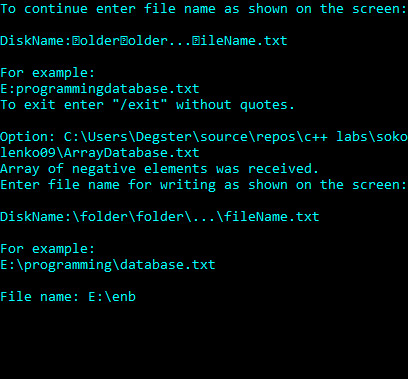 To continue enter file name as shown on the screen:
DiskName:⍰older⍰older...⍰ileName.txt
For example:
E:programmingdatabase.txt
To exit enter "/exit" without quotes.
Option: C:\Users\Degster\source\repos\c++ labs\soko
lenko09\ArrayDatabase.txt
Array of negative elements was received.
Enter file name for writing as shown on the screen:
DiskName:\folder\folder\...\fileName.txt
For example:
E:\programming\database.txt
File name: E:\enb